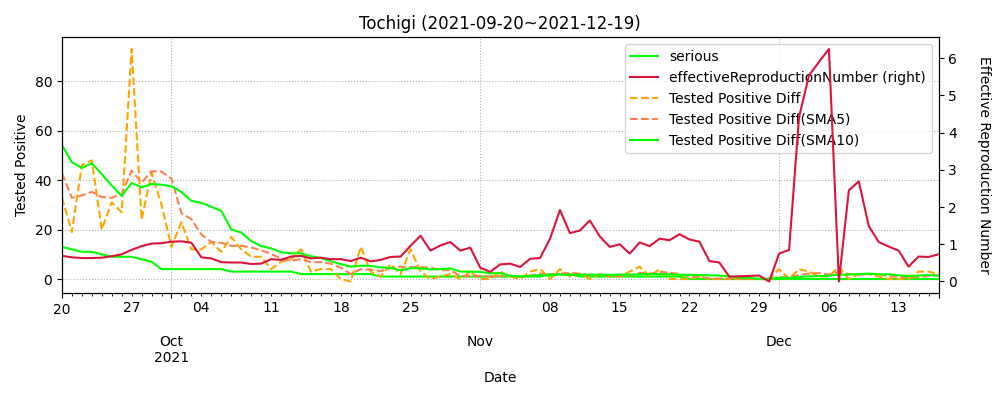 Tochigi (2021-09-20~2021-12-19)
serious
effectiveReproductionNumber (right)
Tested Positive Diff
Tested Positive Diff(SMA5)
Tested Positive Diff(SMA10)
Tested Positive
80
60
40
20
0
Effective Reproduction Number
6
5
4
3
2
1
0
20 27 04 11 18 25 08 15 22 29 06 13
Oct Nov Dec
2021
Date